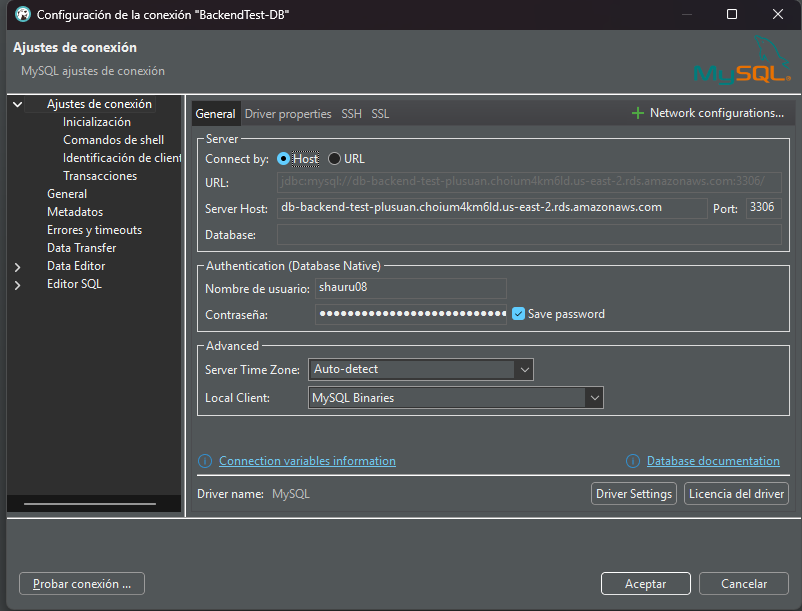 Configuración de la conexión "BackendTest-DB"
Ajustes de conexión
MySQL ajustes de conexión
MySQL
Ajustes de conexión
Inicialización
Comandos de shell
Identificación de client
Transacciones
General
Metadatos
Errores y timeouts
Data Transfer
Data Editor
Editor SQL
General Driver properties SSH SSL Network configurations...
Server
Connect by: Host URL
URL: jdbc:mysql://db-backend-test-plusuan.choium4km6ld.us-east-2.rds.amazonaws.com:3306/
Server Host: db-backend-test-plusuan.choium4km6ld.us-east-2.rds.amazonaws.com Port: 3306
Database:
Authentication (Database Native)
Nombre de usuario: shauru08
Contraseña: Save password
Advanced
Server Time Zone: Auto-detect
Local Client: MySQL Binaries
Connection variables information Database documentation
Driver name: MySQL Driver Settings Licencia del driver
Probar conexión ... Aceptar Cancelar